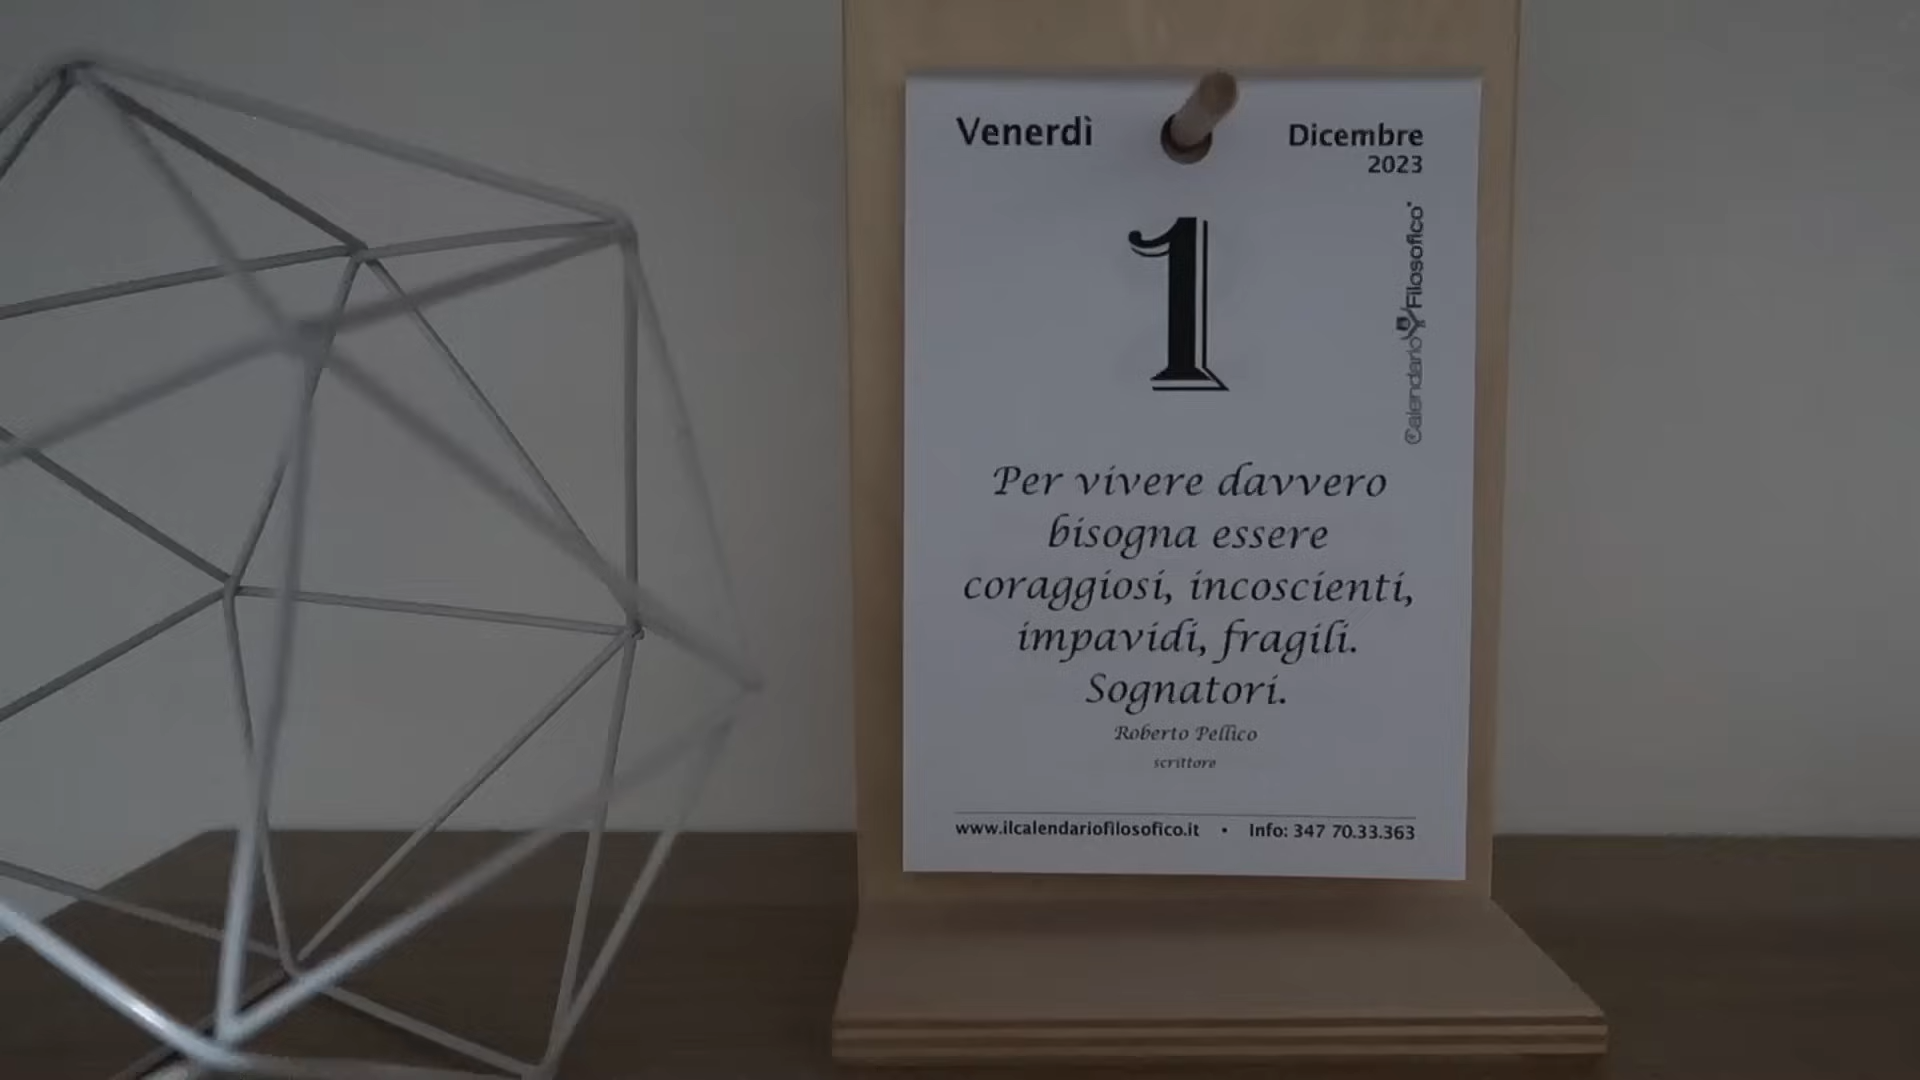 Venerdì
Dicembre
2023
1
Calendario Filosofico®
Per vivere davvero
bisogna essere
coraggiosi, incoscienti,
impavidi, fragili.
Sognatori.
Roberto Pellico
scrittore
www.ilcalendariofilosofico.it • Info: 347 70.33.363